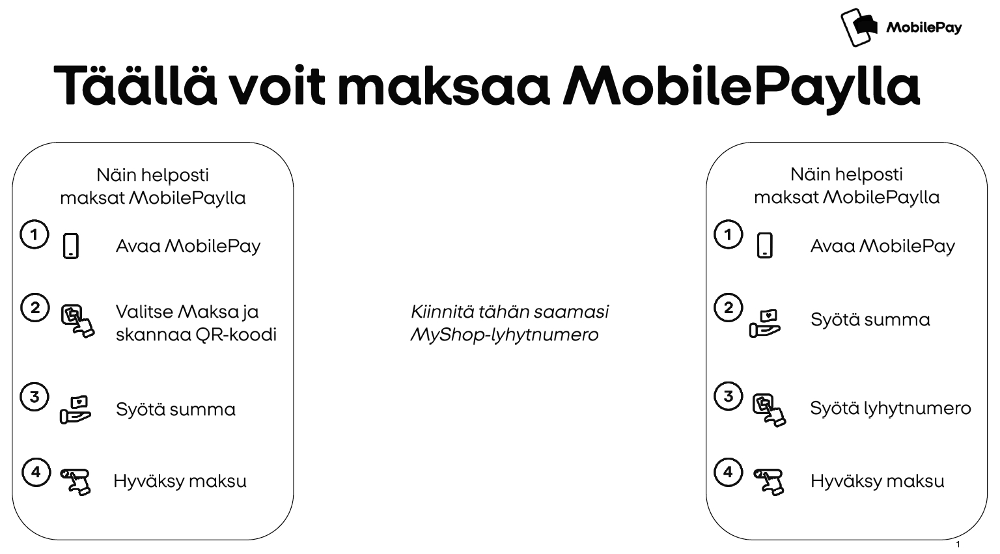 MobilePay
Täällä voit maksaa MobilePaylla
Näin helposti
maksat MobilePaylla
1
Avaa MobilePay
2
Valitse Maksa ja
skannaa QR-koodi
3
Syötä summa
4
Hyväksy maksu
Kiinnitä tähän saamasi
MyShop-lyhytnumero
Näin helposti
maksat MobilePaylla
1
Avaa MobilePay
2
Syötä summa
3
Syötä lyhytnumero
4
Hyväksy maksu
1